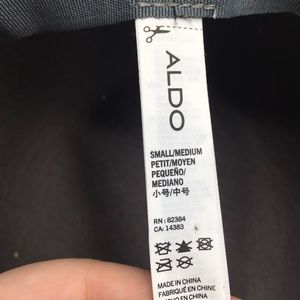 ALDO
SMALL/MEDIUM
PETIT/MOYEN
PEQUEÑO/
MEDIANO
小号/中号
RN: 82384
CA: 14383
MADE IN CHINA
FABRIQUÉ EN CHINE
HECHO EN CHINA